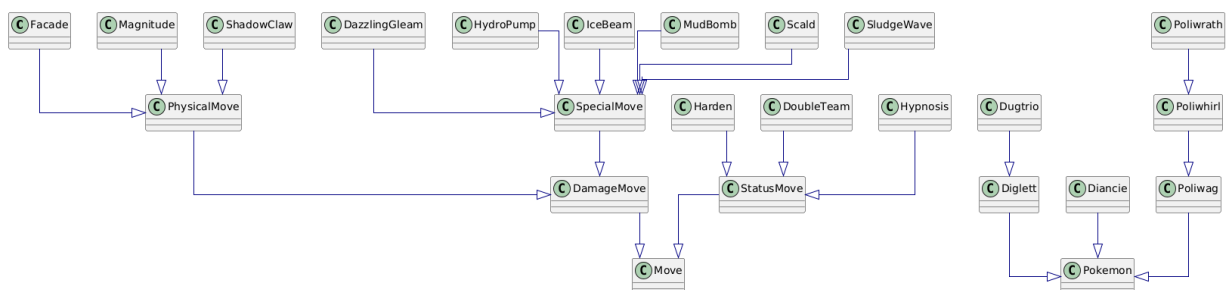 C Facade
C Magnitude
C ShadowClaw
C DazzlingGleam
C HydroPump
C IceBeam
C MudBomb
C Scald
C SludgeWave
C Poliwrath
C PhysicalMove
C SpecialMove
C Harden
C DoubleTeam
C Hypnosis
C Dugtrio
C Poliwhirl
C DamageMove
C StatusMove
C Diglett
C Diancie
C Poliwag
C Move
C Pokemon